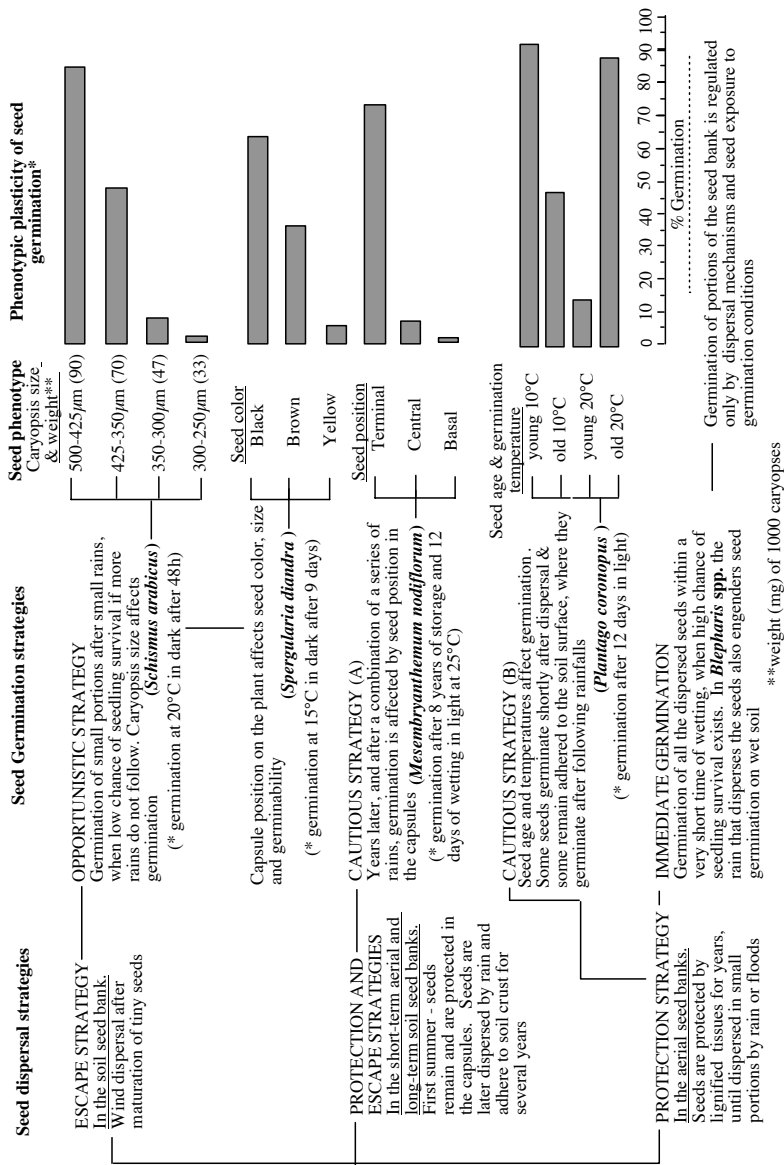 Seed dispersal strategies
ESCAPE STRATEGY
In the soil seed bank.
Wind dispersal after
maturation of tiny seeds
PROTECTION AND
ESCAPE STRATEGIES
In the short-term aerial and
long-term soil seed banks.
First summer - seeds
remain and are protected in
the capsules. Seeds are
later dispersed by rain and
adhere to soil crust for
several years
PROTECTION STRATEGY
In the aerial seed banks.
Seeds are protected by
lignified tissues for years,
until dispersed in small
portions by rain or floods
Seed Germination strategies
OPPORTUNISTIC STRATEGY
Germination of small portions after small rains,
when low chance of seedling survival if more
rains do not follow. Caryopsis size affects
germination
(Schismus arabicus)
(* germination at 20°C in dark after 48h)
Capsule position on the plant affects seed color, size
and germinability
(Spergularia diandra )
(* germination at 15°C in dark after 9 days)
CAUTIOUS STRATEGY (A)
Years later, and after a combination of a series of
rains, germination is affected by seed position in
the capsules (Mesembryanthemum nodiflorum)
(* germination after 8 years of storage and 12
days of wetting in light at 25°C)
CAUTIOUS STRATEGY (B)
Seed age and temperatures affect germination .
Some seeds germinate shortly after dispersal &
some remain adhered to the soil surface, where they
germinate after following rainfalls
(Plantago coronopus )
(* germination after 12 days in light)
IMMEDIATE GERMINATION
Germination of all the dispersed seeds within a
very short time of wetting, when high chance of
seedling survival exists. In Blepharis spp. the
rain that disperses the seeds also engenders seed
germination on wet soil
Seed phenotype
Caryopsis size
& weight**
500-425µm (90)
425-350µm (70)
350-300µm (47)
300-250µm (33)
Seed color
Black
Brown
Yellow
Seed position
Terminal
Central
Basal
Seed age & germination
temperature
young 10°C
old 10°C
young 20°C
old 20°C
Phenotypic plasticity of seed
germination*
0 10 20 30 40 50 60 70 80 90 100
% Germination
Germination of portions of the seed bank is regulated
only by dispersal mechanisms and seed exposure to
germination conditions
**weight (mg) of 1000 caryopses